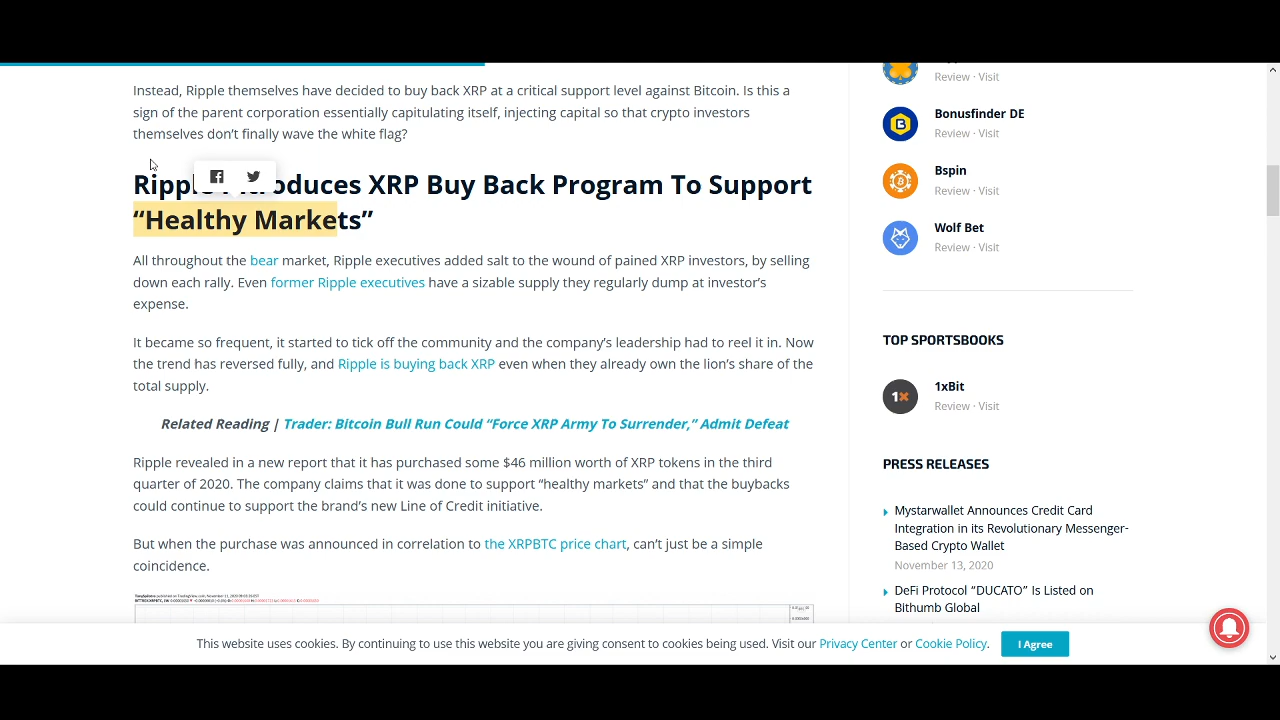 Instead, Ripple themselves have decided to buy back XRP at a critical support level against Bitcoin. Is this a
sign of the parent corporation essentially capitulating itself, injecting capital so that crypto investors
themselves don't finally wave the white flag?
Ripple Introduces XRP Buy Back Program To Support
“Healthy Markets”
All throughout the bear market, Ripple executives added salt to the wound of pained XRP investors, by selling
down each rally. Even former Ripple executives have a sizable supply they regularly dump at investor's
expense.
It became so frequent, it started to tick off the community and the company's leadership had to reel it in. Now
the trend has reversed fully, and Ripple is buying back XRP even when they already own the lion's share of the
total supply.
Related Reading | Trader: Bitcoin Bull Run Could “Force XRP Army To Surrender,” Admit Defeat
Ripple revealed in a new report that it has purchased some $46 million worth of XRP tokens in the third
quarter of 2020. The company claims that it was done to support “healthy markets” and that the buybacks
could continue to support the brand's new Line of Credit initiative.
But when the purchase was announced in correlation to the XRPBTC price chart, can't just be a simple
coincidence.
Review · Visit
Bonusfinder DE
Review · Visit
Bspin
Review · Visit
Wolf Bet
Review · Visit
TOP SPORTSBOOKS
1x
1xBit
Review · Visit
PRESS RELEASES
Mystarwallet Announces Credit Card
Integration in its Revolutionary Messenger-
Based Crypto Wallet
November 13, 2020
DeFi Protocol “DUCATO” Is Listed on
Bithumb Global
This website uses cookies. By continuing to use this website you are giving consent to cookies being used. Visit our Privacy Center or Cookie Policy.
I Agree